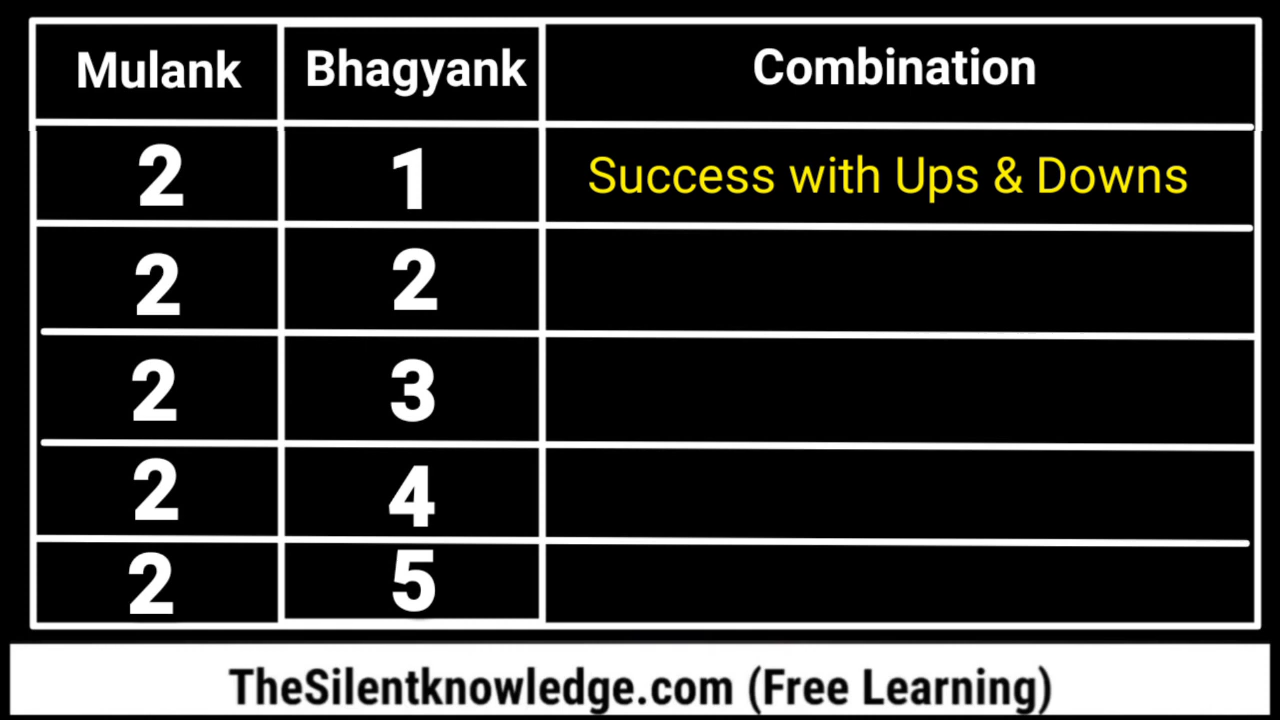 Mulank Bhagyank Combination
2 1 Success with Ups & Downs
2 2
2 3
2 4
2 5
TheSilentknowledge.com (Free Learning)